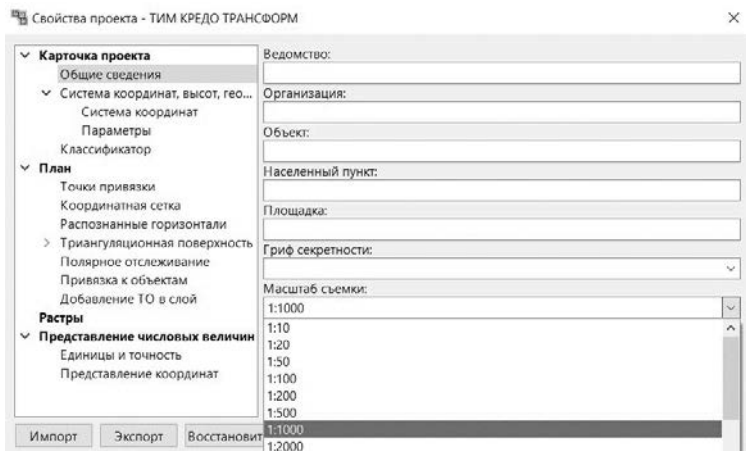 Свойства проекта - ТИМ КРЕДО ТРАНСФОРМ
Карточка проекта
Общие сведения
Система координат, высот, гео...
Система координат
Параметры
Классификатор
План
Точки привязки
Координатная сетка
Распознанные горизонтали
Триангуляционная поверхность
Полярное отслеживание
Привязка к объектам
Добавление ТО в слой
Растры
Представление числовых величин
Единицы и точность
Представление координат
Импорт
Экспорт
Восстановит
Ведомство:
Организация:
Объект:
Населенный пункт:
Площадка:
Гриф секретности:
Масштаб съемки:
1:1000
1:10
1:20
1:50
1:100
1:200
1:500
1:1000
1:2000